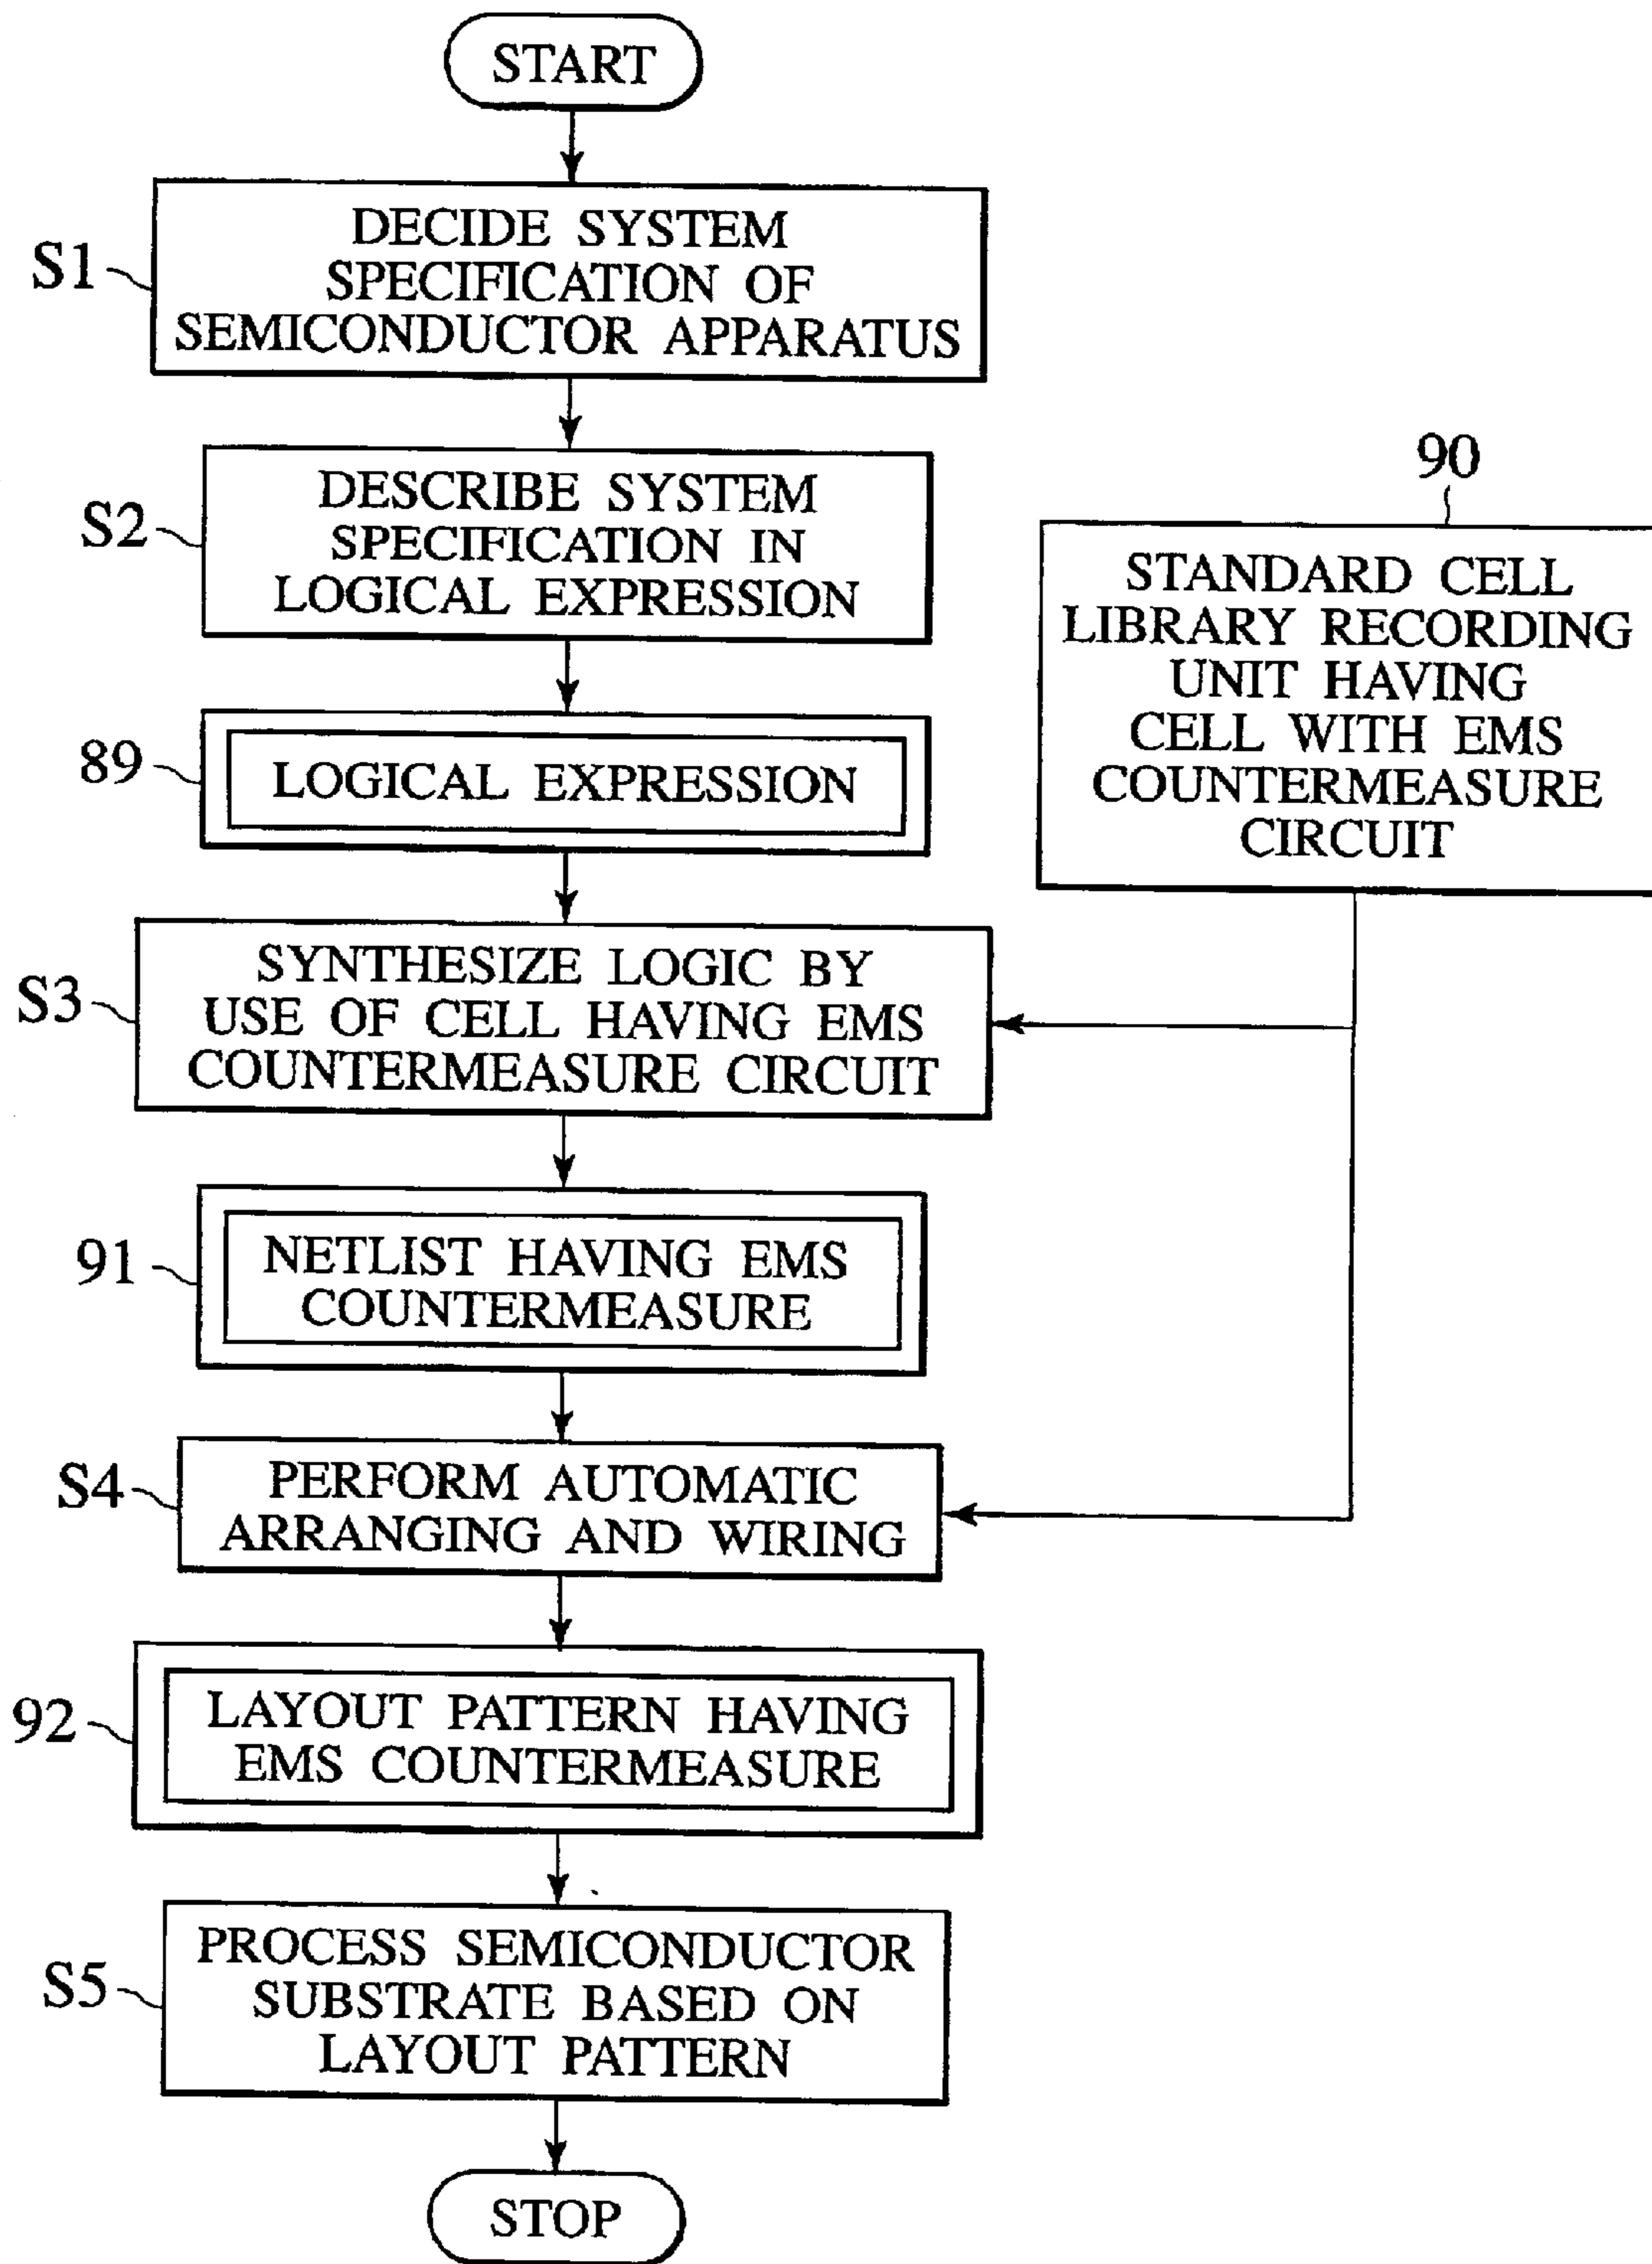 START
S1
DECIDE SYSTEM
SPECIFICATION OF
SEMICONDUCTOR APPARATUS
S2
DESCRIBE SYSTEM
SPECIFICATION IN
LOGICAL EXPRESSION
90
STANDARD CELL
LIBRARY RECORDING
UNIT HAVING
CELL WITH EMS
COUNTERMEASURE
CIRCUIT
89
LOGICAL EXPRESSION
S3
SYNTHESIZE LOGIC BY
USE OF CELL HAVING EMS
COUNTERMEASURE CIRCUIT
91
NETLIST HAVING EMS
COUNTERMEASURE
S4
PERFORM AUTOMATIC
ARRANGING AND WIRING
92
LAYOUT PATTERN HAVING
EMS COUNTERMEASURE
S5
PROCESS SEMICONDUCTOR
SUBSTRATE BASED ON
LAYOUT PATTERN
STOP